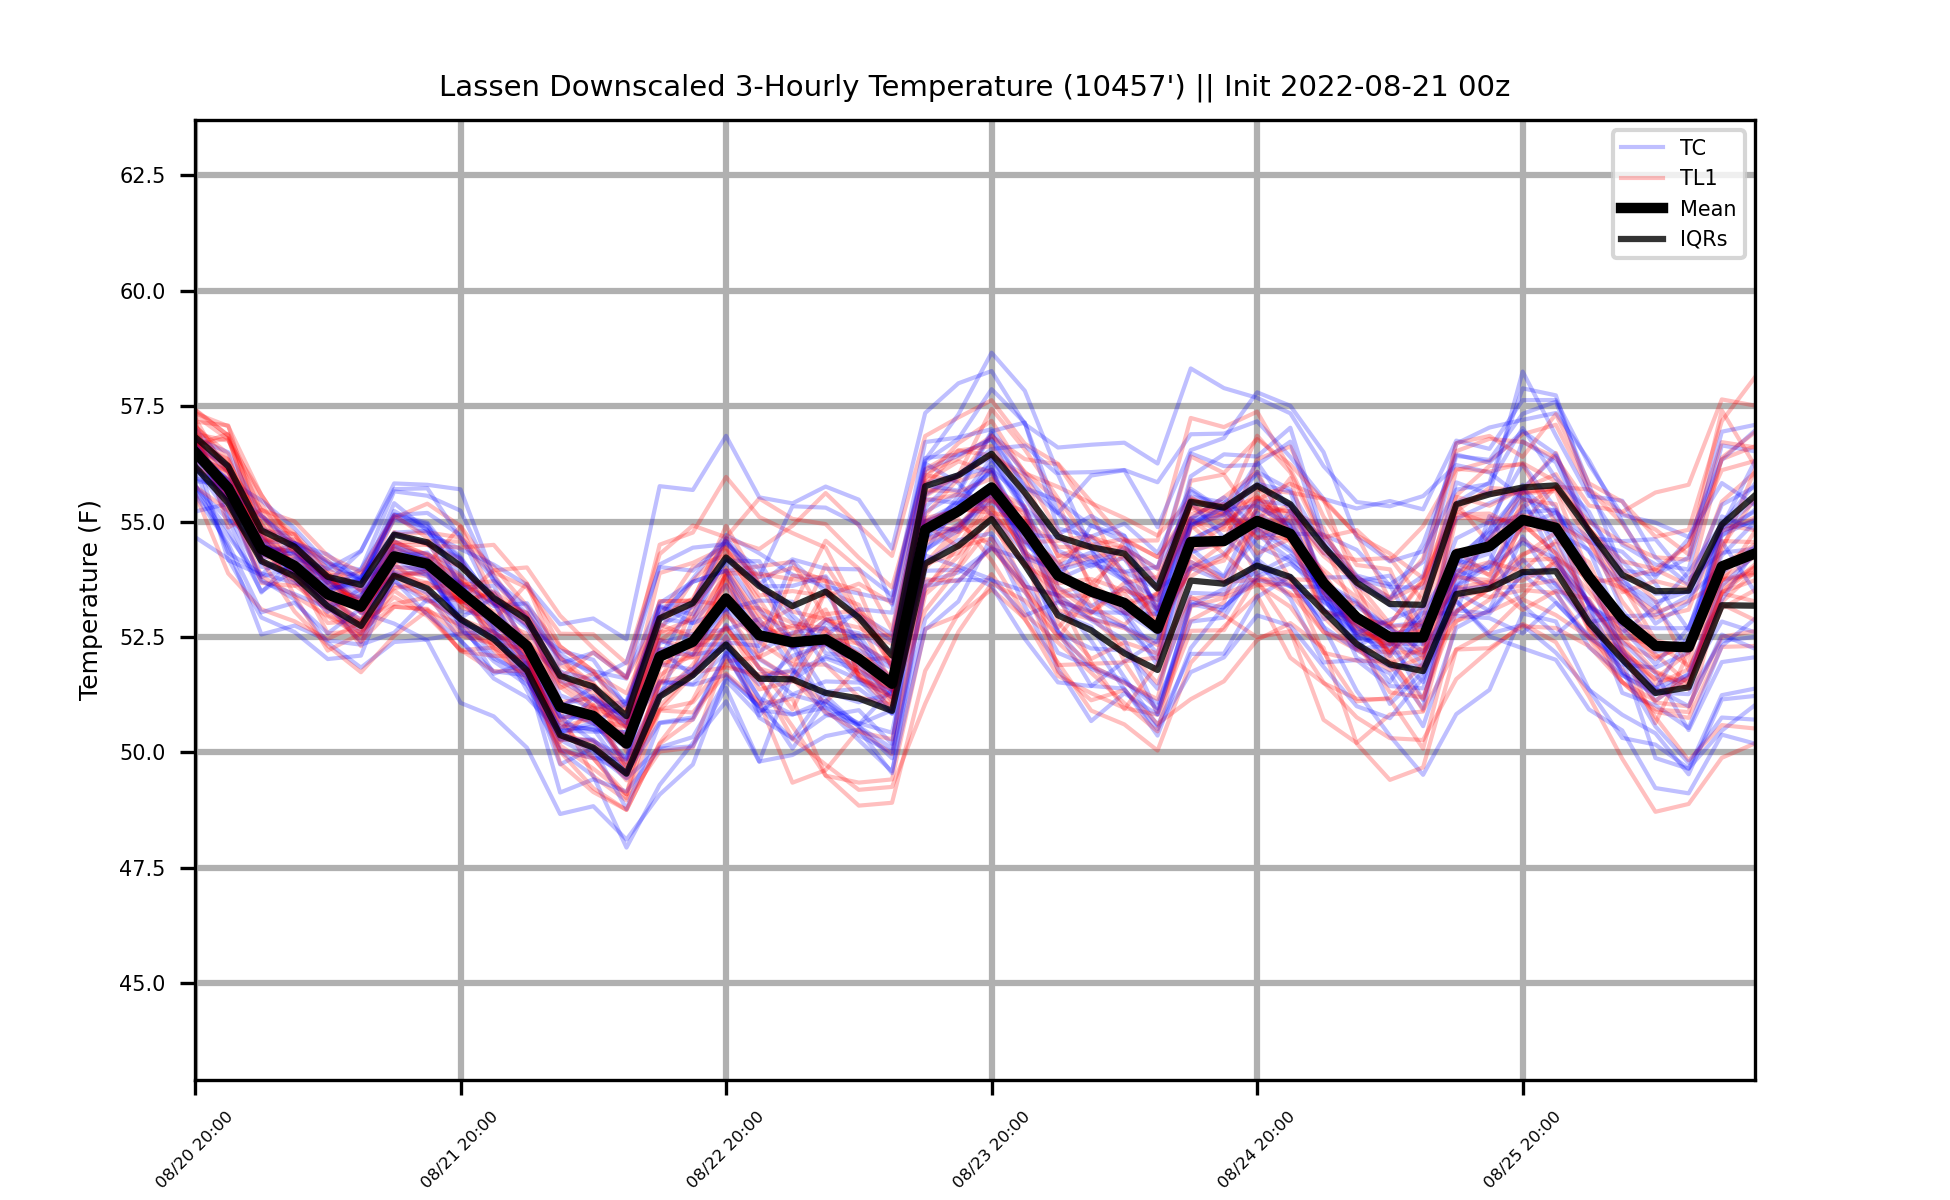 Lassen Downscaled 3-Hourly Temperature (10457') || Init 2022-08-21 00z
TC
TL1
Mean
IQRs
Temperature (F)
62.5
60.0
57.5
55.0
52.5
50.0
47.5
45.0
08/20 20:00
08/21 20:00
08/22 20:00
08/23 20:00
08/24 20:00
08/25 20:00